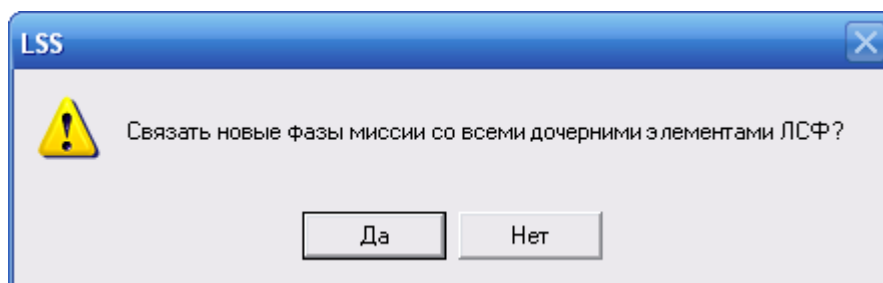 LSS
Связать новые фазы миссии со всеми дочерними элементами ЛСФ?
Да
Нет